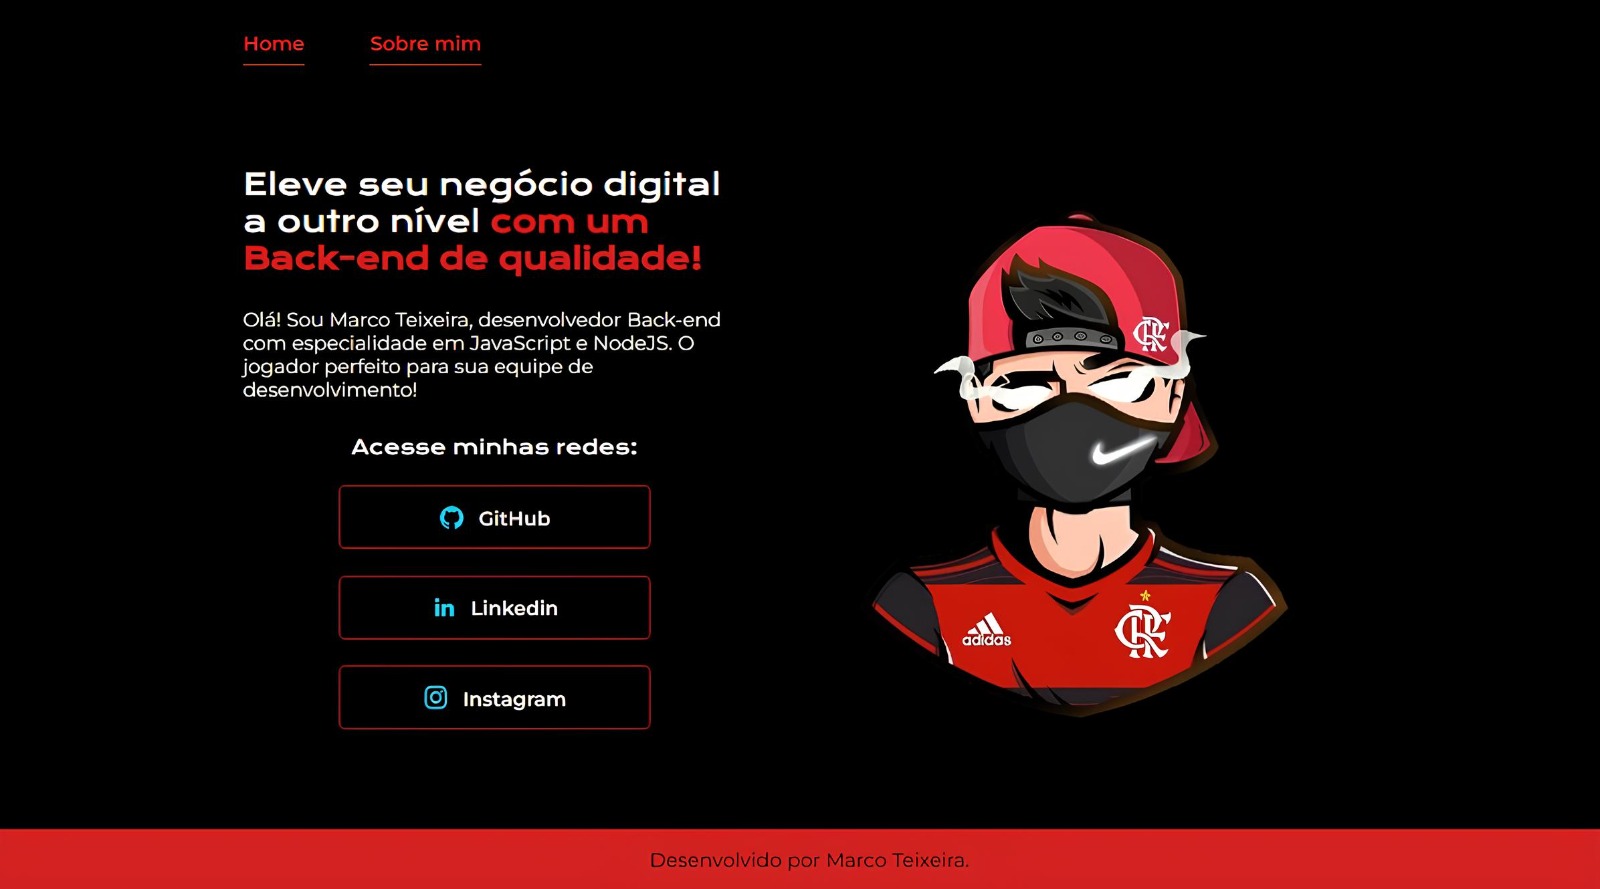 Home Sobre mim
Eleve seu negócio digital
a outro nível com um
Back-end de qualidade!
Olá! Sou Marco Teixeira, desenvolvedor Back-end
com especialidade em JavaScript e NodeJS. O
jogador perfeito para sua equipe de
desenvolvimento!
Acesse minhas redes:
GitHub
in Linkedin
Instagram
CRF
adidas
CRF
Desenvolvido por Marco Teixeira.